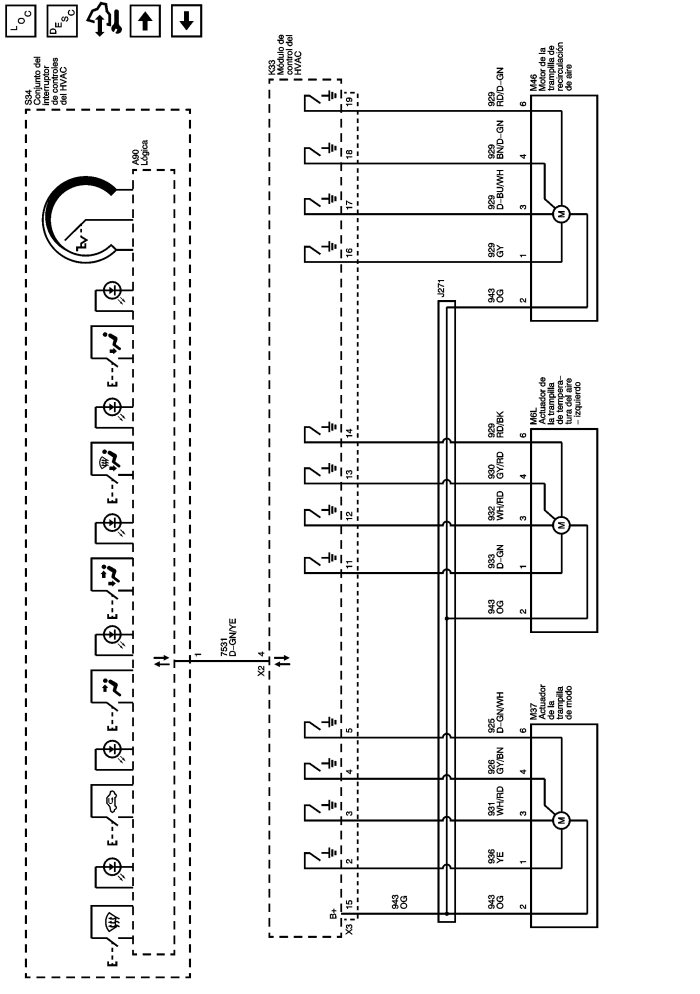 LOC
DESC
S34
Conjunto del
interruptor
de controles
del HVAC
A90
Lógica
K33
Módulo de
control del
HVAC
M46
Motor de la
trampilla de
recirculación
de aire
19
929
RD/D-GN
6
18
929
BN/D-GN
4
17
929
D-BU/WH
3
M
16
929
GY
1
J271
943
OG
2
M6L
Actuador de
la trampilla
de tempera-
tura del aire
- izquierdo
14
929
RD/BK
6
13
930
GY/RD
4
12
932
WH/RD
3
M
11
933
D-GN
1
943
OG
2
1
7531
D-GN/YE
4
X2
M37
Actuador
de la
trampilla
de modo
5
925
D-GN/WH
6
4
926
GY/BN
4
3
931
WH/RD
3
M
2
936
YE
1
B+
15
X3
943
OG
943
OG
2